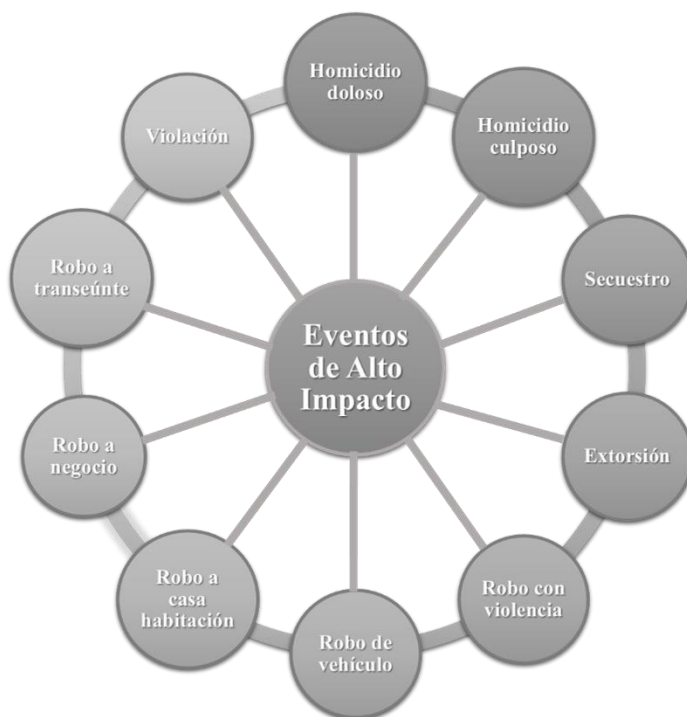 Homicidio
doloso
Homicidio
culposo
Secuestro
Extorsión
Robo con
violencia
Robo de
vehículo
Robo a
casa
habitación
Robo a
negocio
Robo a
transeúnte
Violación
Eventos
de Alto
Impacto